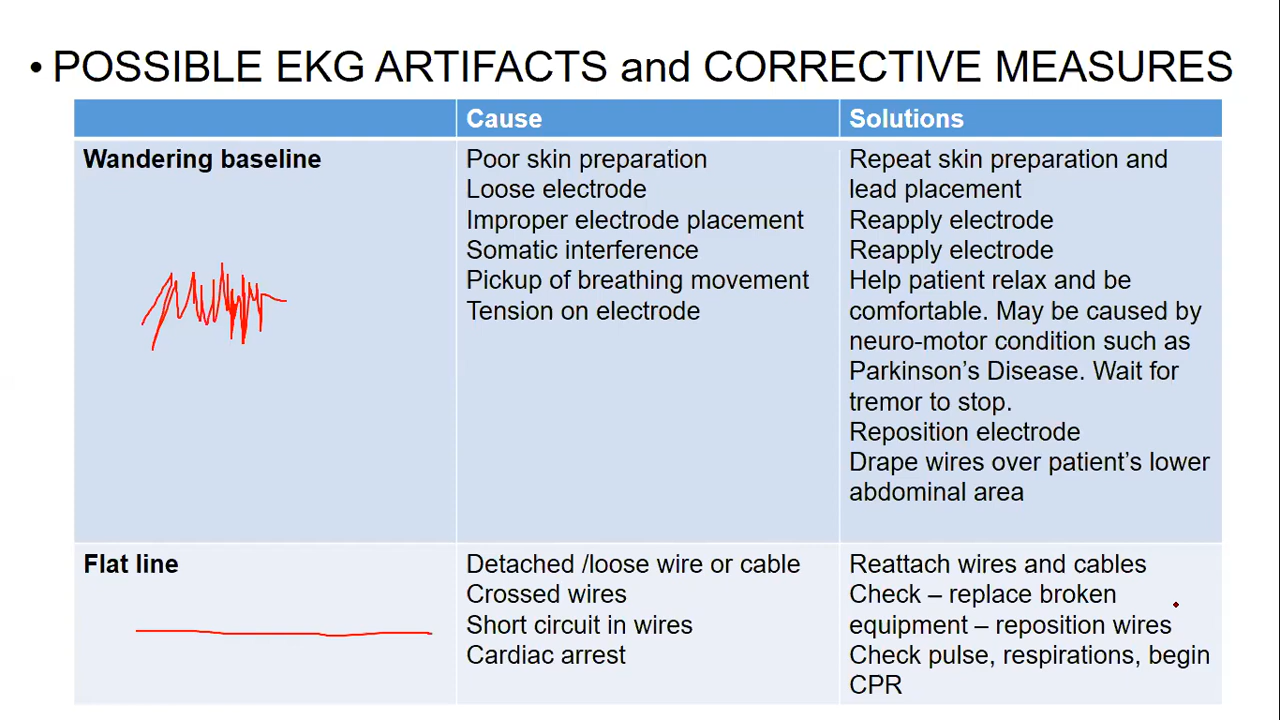 • POSSIBLE EKG ARTIFACTS and CORRECTIVE MEASURES
Cause
Solutions
Wandering baseline
Poor skin preparation
Loose electrode
Improper electrode placement
Somatic interference
Pickup of breathing movement
Tension on electrode
Repeat skin preparation and
lead placement
Reapply electrode
Reapply electrode
Help patient relax and be
comfortable. May be caused by
neuro-motor condition such as
Parkinson’s Disease. Wait for
tremor to stop.
Reposition electrode
Drape wires over patient’s lower
abdominal area
Flat line
Detached /loose wire or cable
Crossed wires
Short circuit in wires
Cardiac arrest
Reattach wires and cables
Check – replace broken
equipment – reposition wires
Check pulse, respirations, begin
CPR